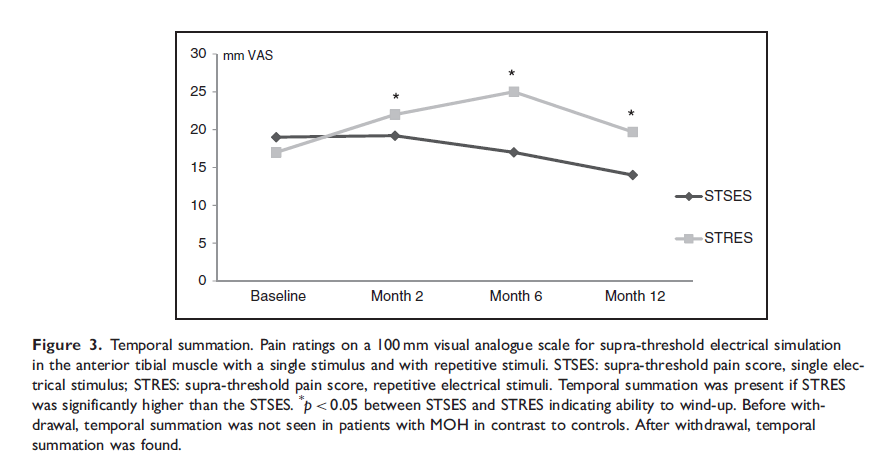 30
mm VAS
25
20
15
10
5
0
*
*
*
Baseline
Month 2
Month 6
Month 12
STSES
STRES
Figure 3. Temporal summation. Pain ratings on a 100 mm visual analogue scale for supra-threshold electrical simulation
in the anterior tibial muscle with a single stimulus and with repetitive stimuli. STSES: supra-threshold pain score, single elec-
trical stimulus; STRES: supra-threshold pain score, repetitive electrical stimuli. Temporal summation was present if STRES
was significantly higher than the STSES. *p < 0.05 between STSES and STRES indicating ability to wind-up. Before with-
drawal, temporal summation was not seen in patients with MOH in contrast to controls. After withdrawal, temporal
summation was found.